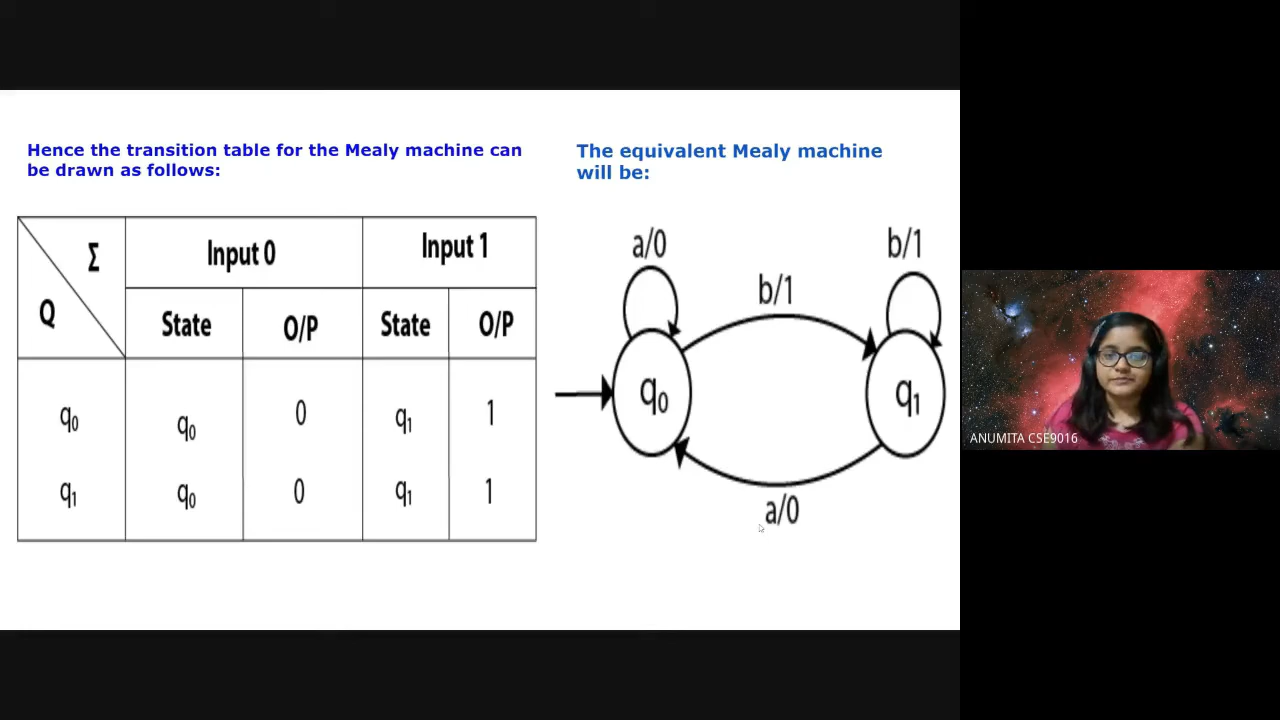 Hence the transition table for the Mealy machine can
be drawn as follows:
The equivalent Mealy machine
will be:
Σ
Q
Input 0
Input 1
State
O/P
State
O/P
q₀
q₀
0
q₁
1
q₁
q₀
0
q₁
1
a/0
b/1
b/1
q₀
q₁
a/0
ANUMITA CSE9016